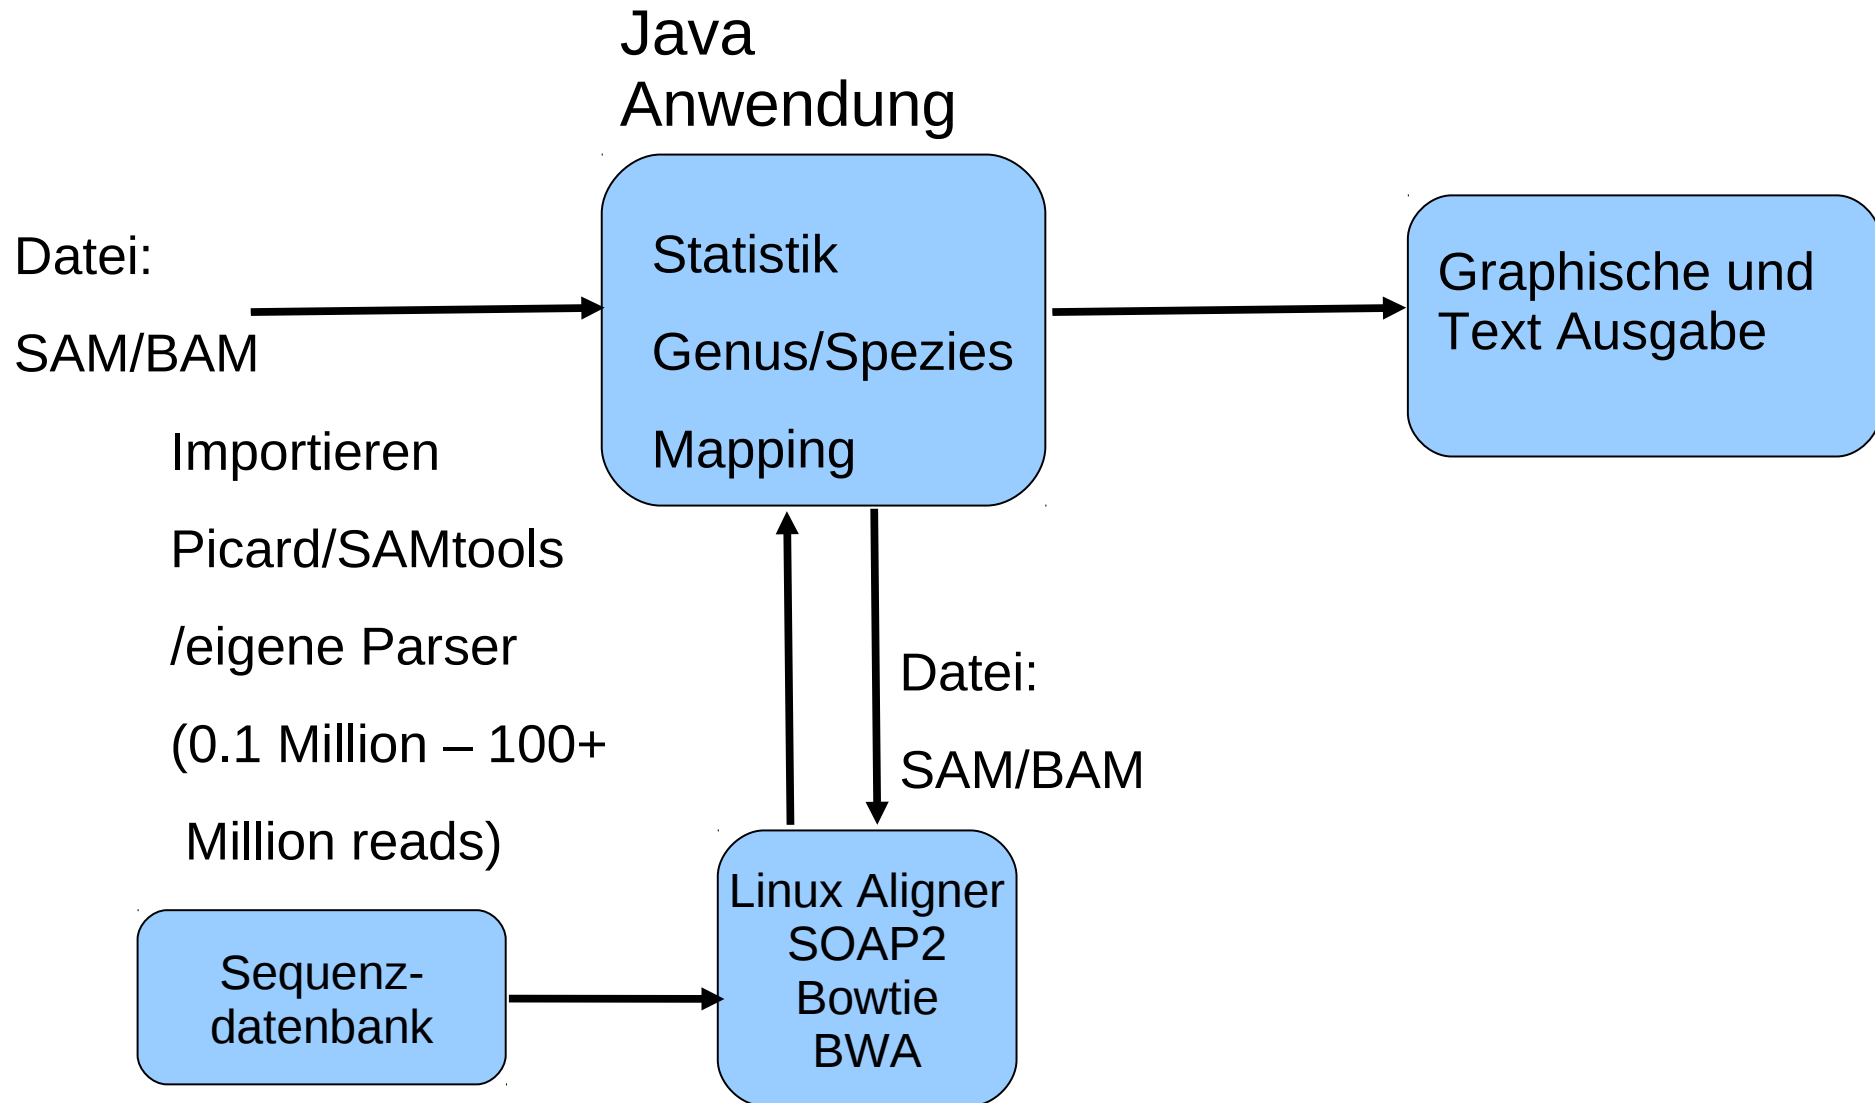 Java
Anwendung
Datei:
SAM/BAM
Importieren
Picard/SAMtools
/eigene Parser
(0.1 Million – 100+
Million reads)
Statistik
Genus/Spezies
Mapping
Graphische und
Text Ausgabe
Datei:
SAM/BAM
Linux Aligner
SOAP2
Bowtie
BWA
Sequenz-
datenbank